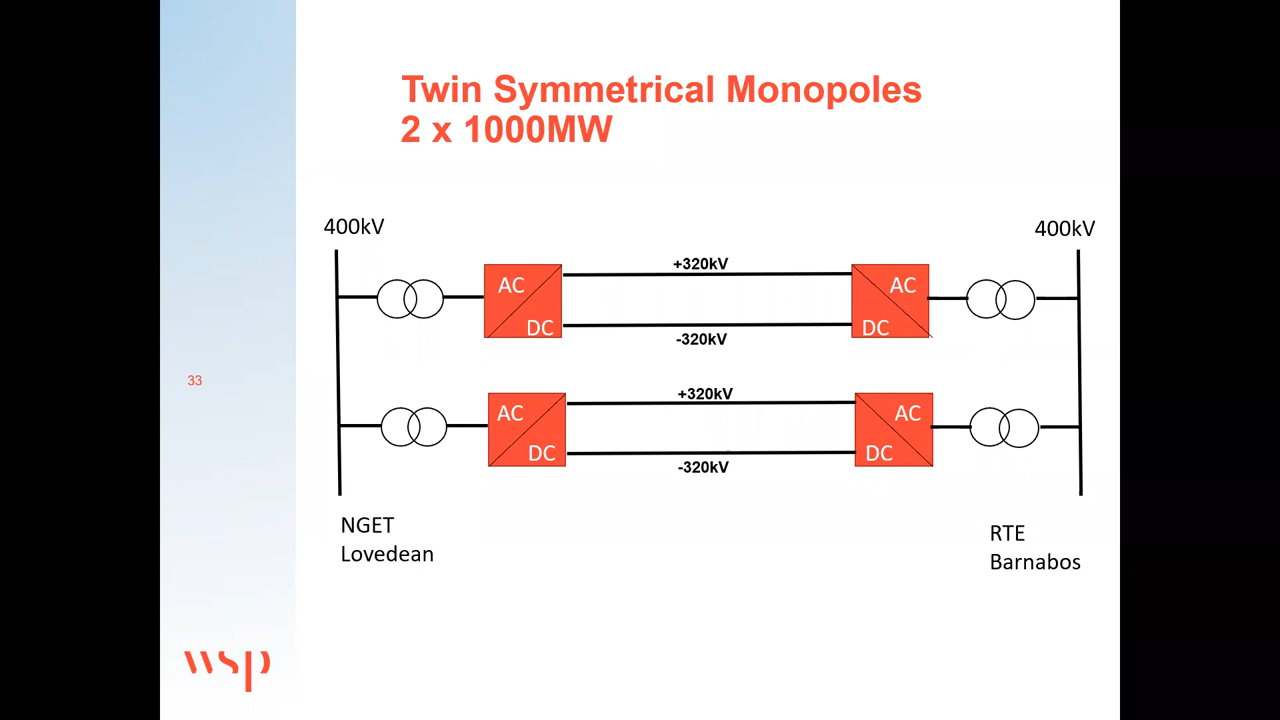 Twin Symmetrical Monopoles
2 x 1000MW
400kV
400kV
+320kV
AC
DC
AC
DC
-320kV
33
+320kV
AC
DC
AC
DC
-320kV
NGET
Lovedean
RTE
Barnabos
wsp